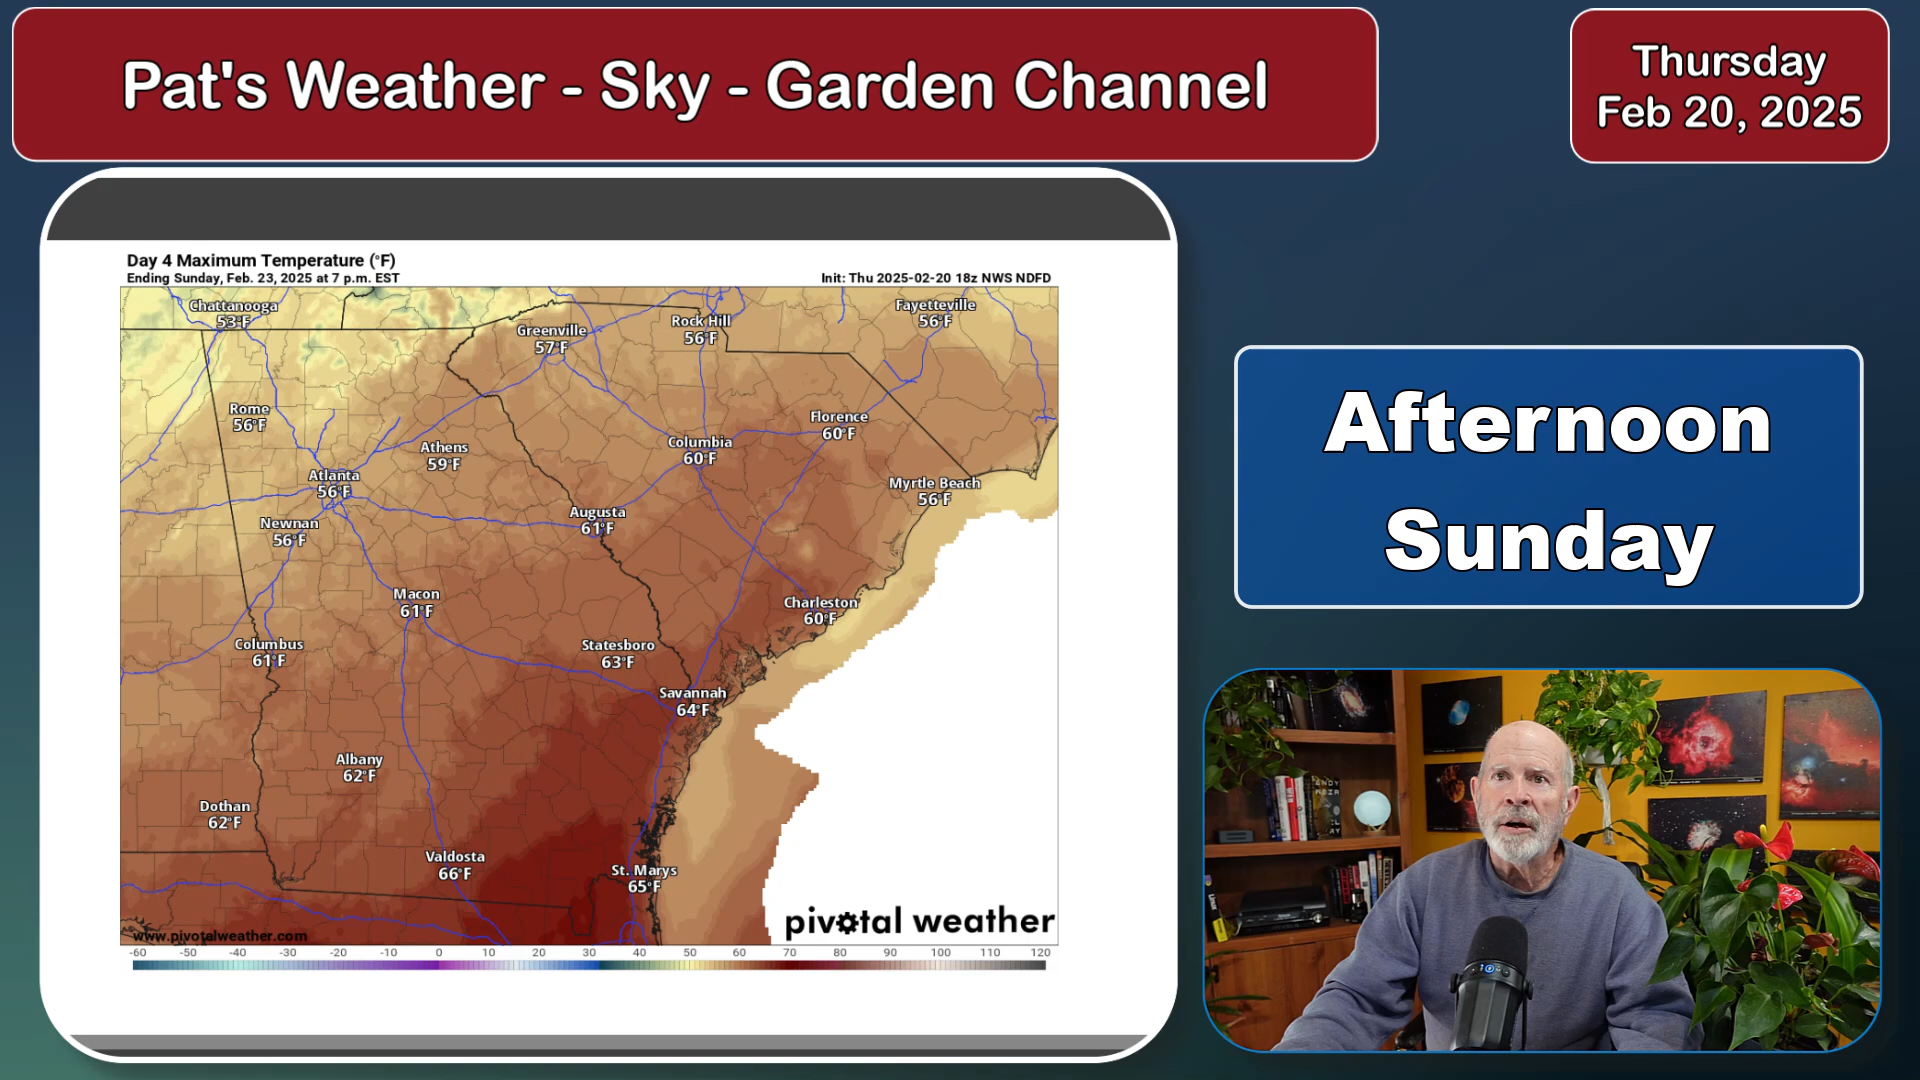 Pat's Weather - Sky - Garden Channel
Thursday
Feb 20, 2025
Day 4 Maximum Temperature (°F)
Ending Sunday, Feb. 23, 2025 at 7 p.m. EST
Init: Thu 2025-02-20 18z NWS NDFD
Chattanooga
53°F
Fayetteville
56°F
Rock Hill
56°F
Greenville
57°F
Rome
56°F
Florence
60°F
Columbia
60°F
Athens
59°F
Atlanta
56°F
Myrtle Beach
56°F
Augusta
61°F
Newnan
56°F
Macon
61°F
Charleston
60°F
Columbus
61°F
Statesboro
63°F
Savannah
64°F
Albany
62°F
Dothan
62°F
Valdosta
66°F
St. Marys
65°F
pivotal weather
www.pivotalweather.com
-60 -50 -40 -30 -20 -10 0 10 20 30 40 50 60 70 80 90 100 110 120
Afternoon
Sunday